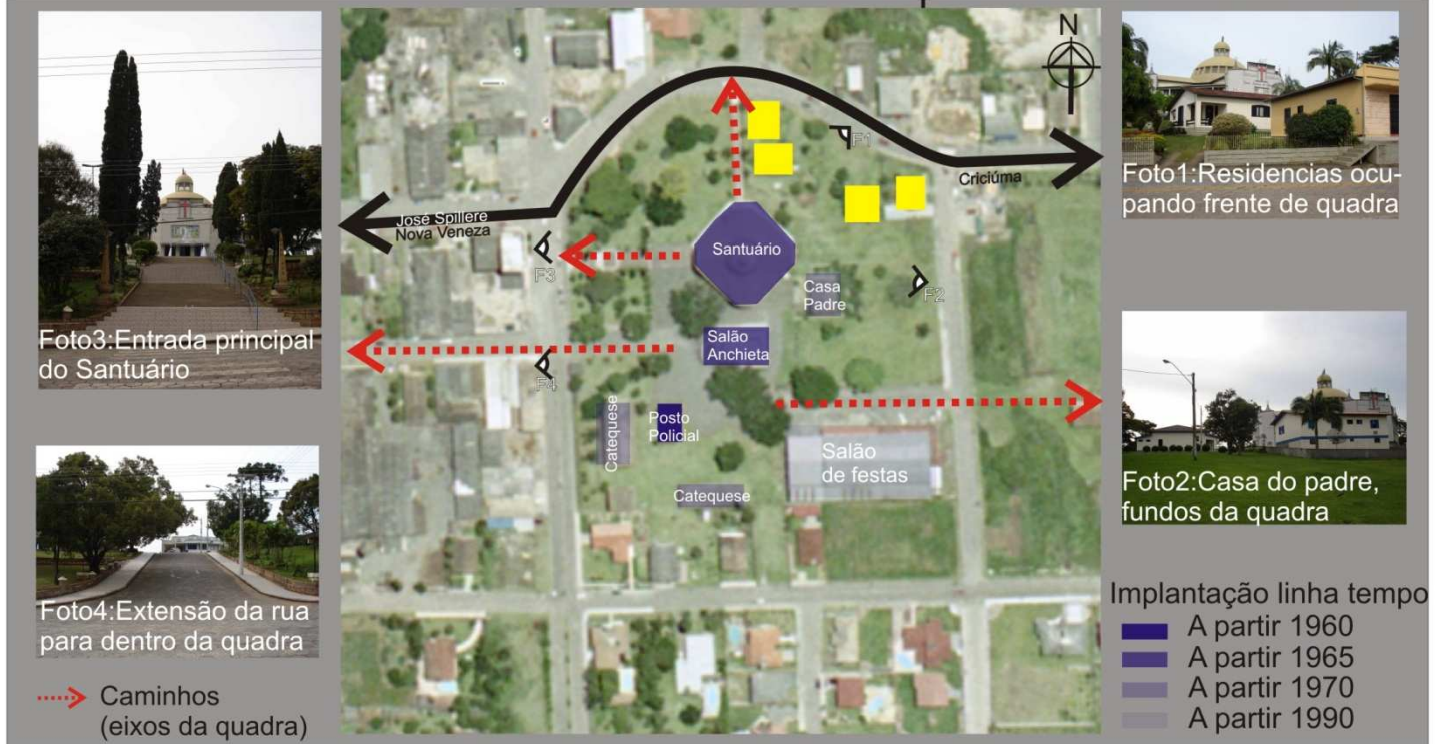 Foto3:Entrada principal
do Santuário
Foto4:Extensão da rua
para dentro da quadra
Caminhos
(eixos da quadra)
N
F1
Criciúma
José Spillere
Nova Veneza
Santuário
F3
F2
Casa
Padre
Salão
Anchieta
F4
Catequese
Posto
Policial
Salão
de festas
Catequese
Foto1:Residencias ocu-
pando frente de quadra
Foto2:Casa do padre,
fundos da quadra
Implantação linha tempo
A partir 1960
A partir 1965
A partir 1970
A partir 1990